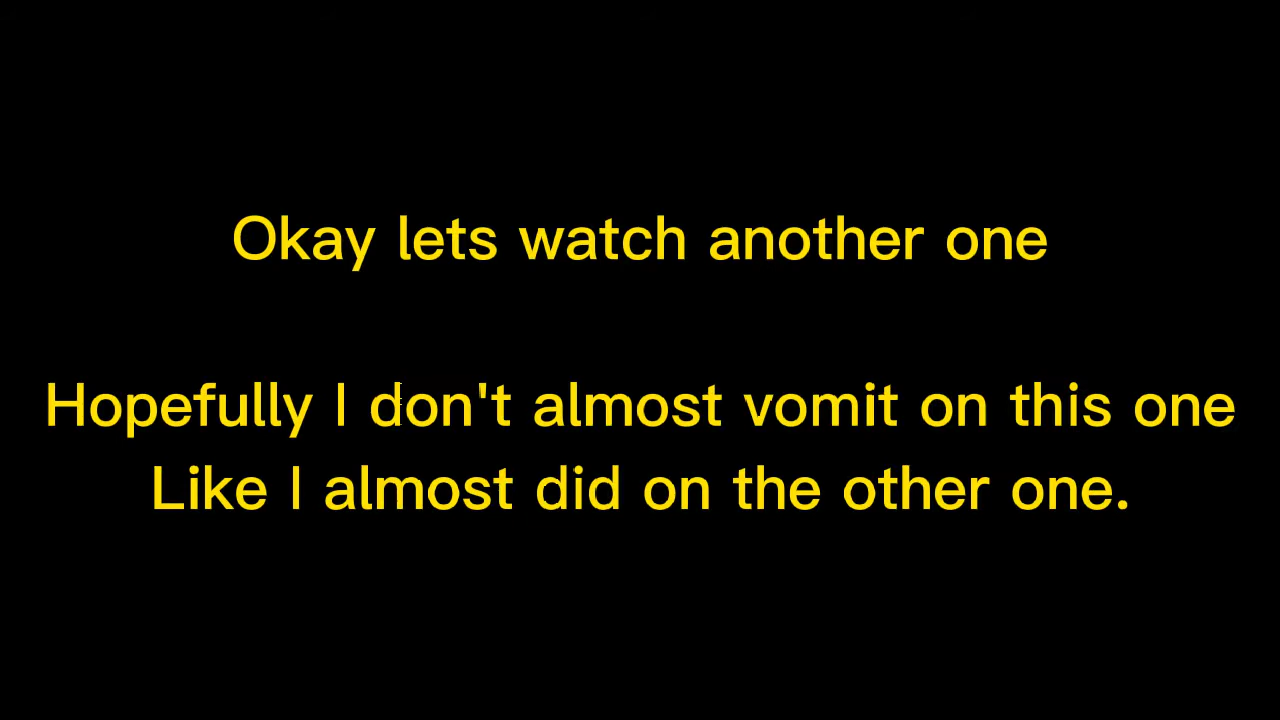 Okay lets watch another one
Hopefully I don't almost vomit on this one
Like I almost did on the other one.